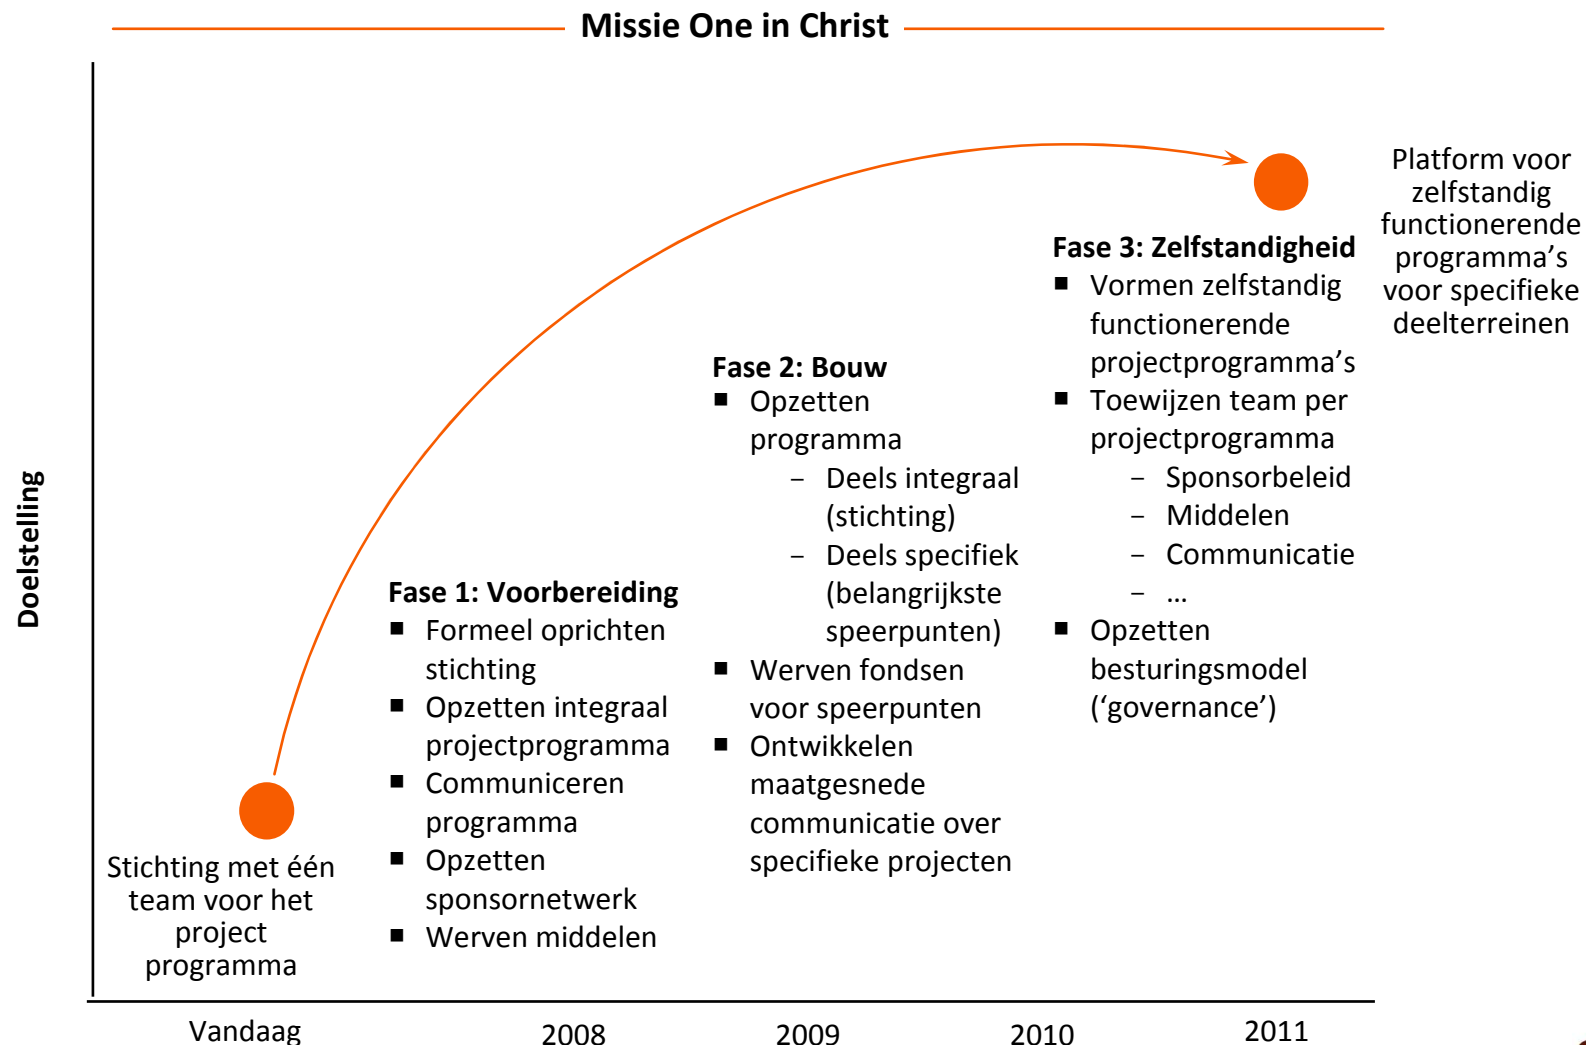 Missie One in Christ
Doelstelling
Stichting met één
team voor het
project
programma
Fase 1: Voorbereiding
■ Formeel oprichten
stichting
■ Opzetten integraal
projectprogramma
■ Communiceren
programma
■ Opzetten
sponsornetwerk
■ Werven middelen
Fase 2: Bouw
■ Opzetten
programma
– Deels integraal
(stichting)
– Deels specifiek
(belangrijkste
speerpunten)
■ Werven fondsen
voor speerpunten
■ Ontwikkelen
maatgesnede
communicatie over
specifieke projecten
Fase 3: Zelfstandigheid
■ Vormen zelfstandig
functionerende
projectprogramma’s
■ Toewijzen team per
projectprogramma
– Sponsorbeleid
– Middelen
– Communicatie
– …
■ Opzetten
besturingsmodel
(‘governance’)
Platform voor
zelfstandig
functionerende
programma’s
voor specifieke
deelterreinen
Vandaag
2008
2009
2010
2011